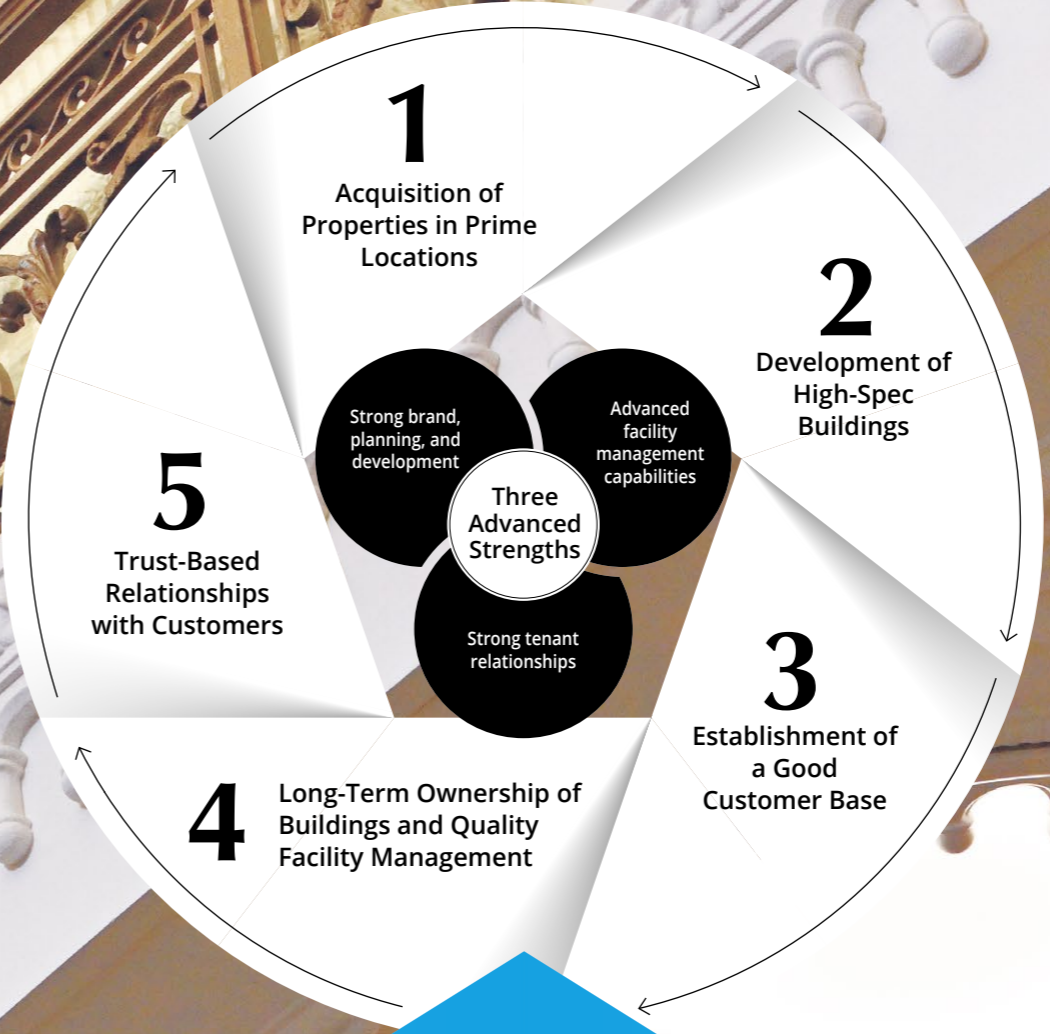 1
Acquisition of
Properties in Prime
Locations
2
Development of
High-Spec
Buildings
3
Establishment of
a Good
Customer Base
4
Long-Term Ownership of
Buildings and Quality
Facility Management
5
Trust-Based
Relationships
with Customers
Strong brand,
planning, and
development
Advanced
facility
management
capabilities
Three
Advanced
Strengths
Strong tenant
relationships